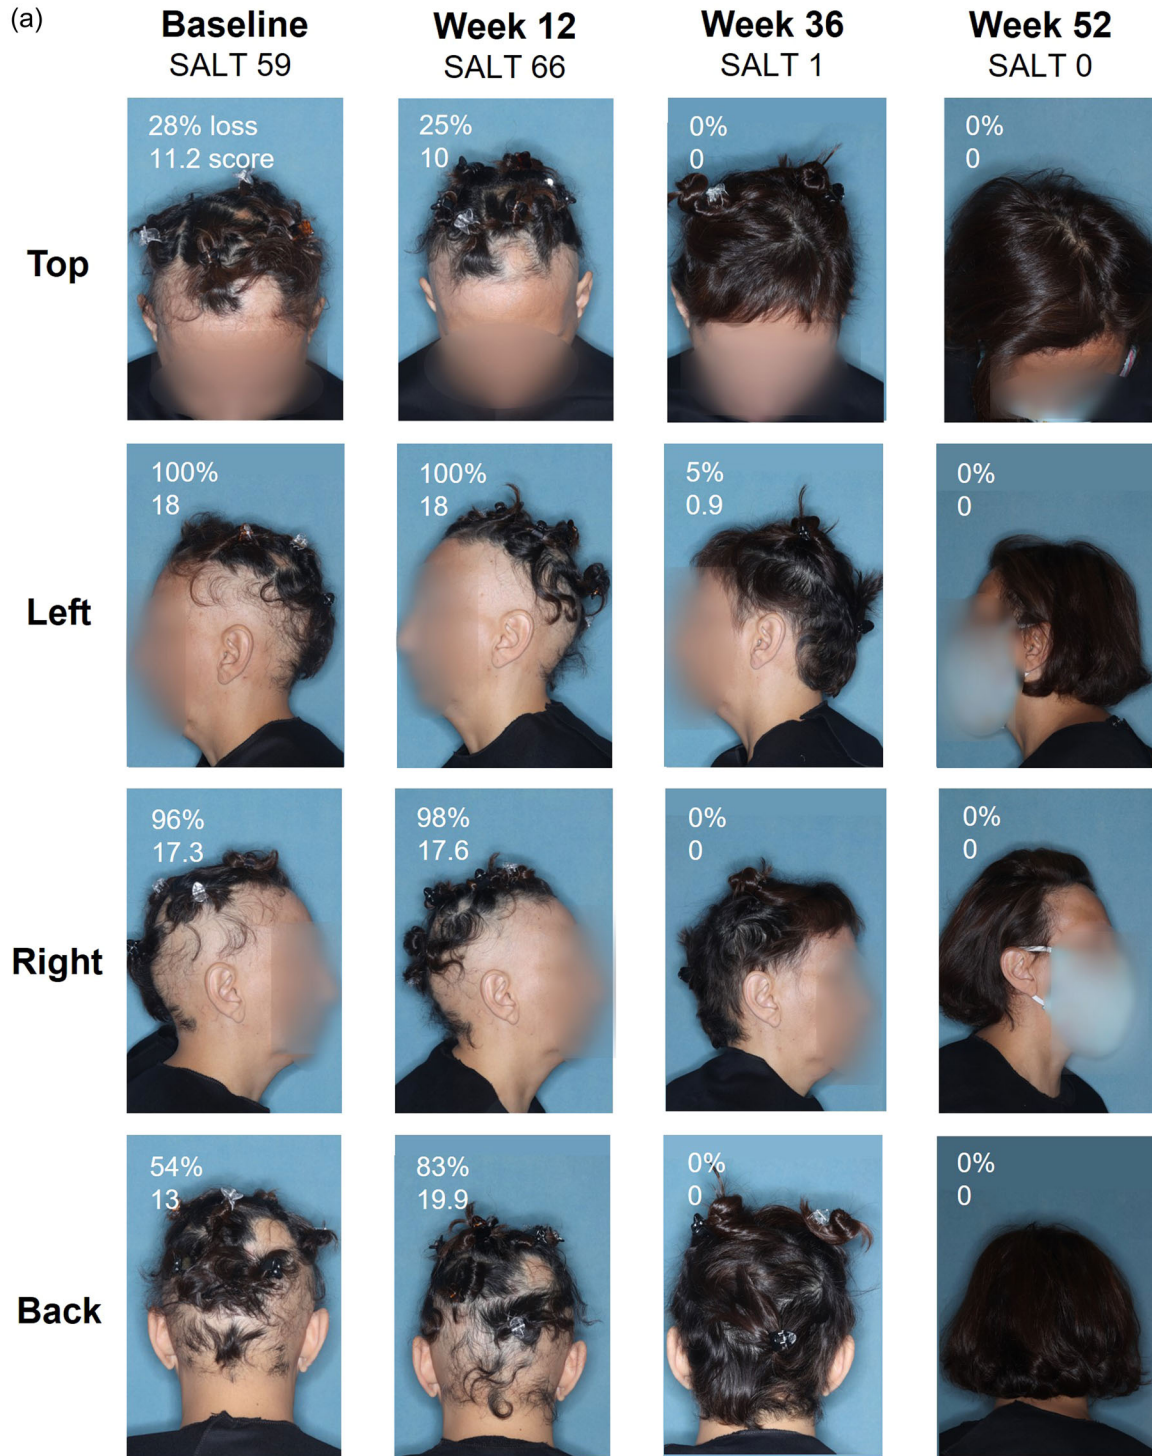 (a)
Baseline
SALT 59
Week 12
SALT 66
Week 36
SALT 1
Week 52
SALT 0
Top
28% loss
11.2 score
25%
10
0%
0
0%
0
Left
100%
18
100%
18
5%
0.9
0%
0
Right
96%
17.3
98%
17.6
0%
0
0%
0
Back
54%
13
83%
19.9
0%
0
0%
0